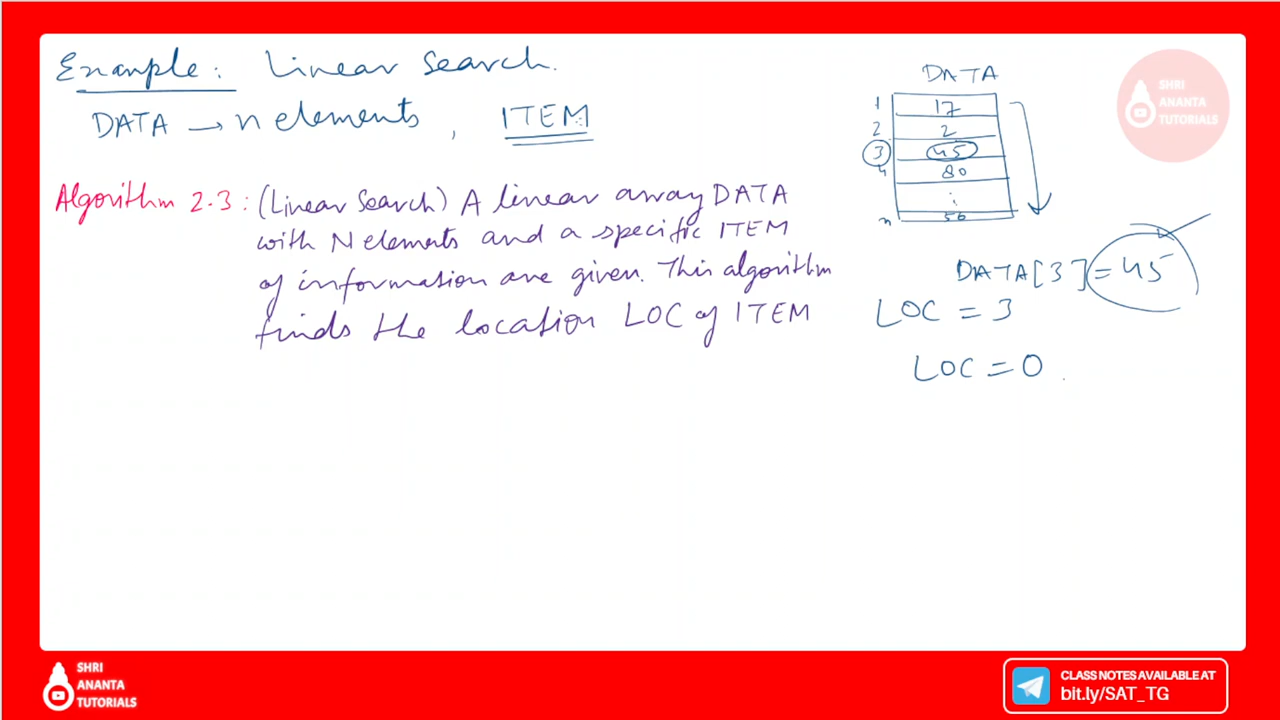 Example: Linear Search.
DATA → n elements, ITEM
Algorithm 2.3: (Linear Search) A linear array DATA
with N elements and a specific ITEM
of information are given. This algorithm
finds the location LOC of ITEM
DATA
1 17
2 2
3 45
4 80
⋮
n 50
DATA[3] = 45
LOC = 3
LOC = 0
SHRI
ANANTA
TUTORIALS
SHRI
ANANTA
TUTORIALS
CLASS NOTES AVAILABLE AT
bit.ly/SAT_TG